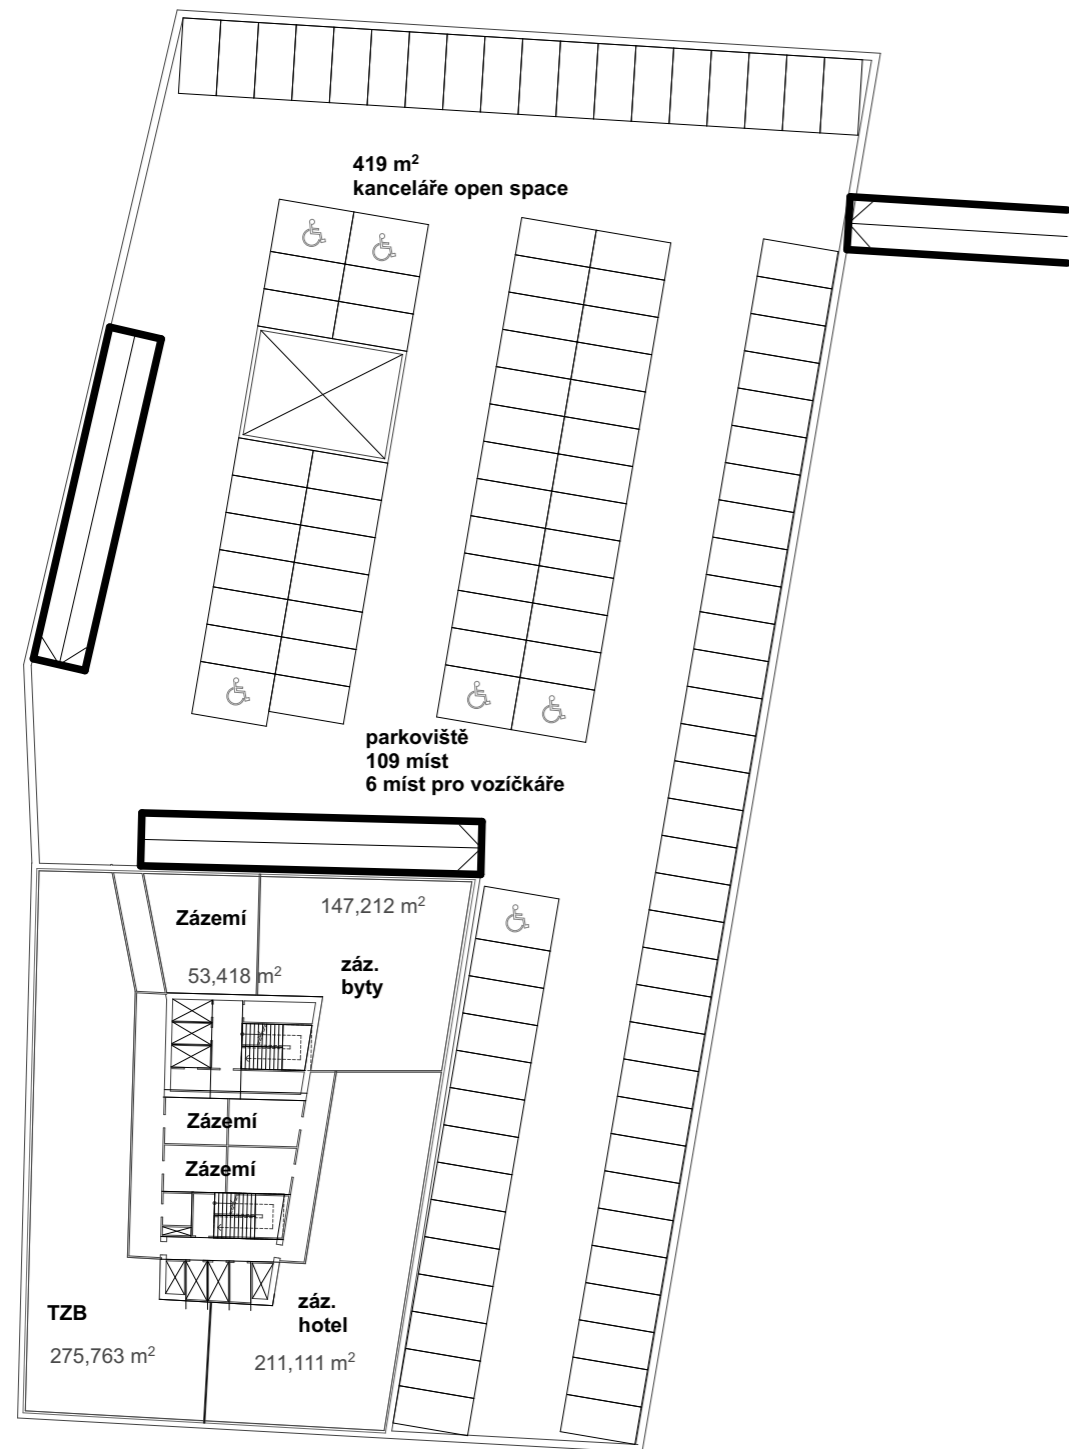 419 m²
kanceláře open space
parkoviště
109 míst
6 míst pro vozíčkáře
147,212 m²
Zázemí
53,418 m²
záz.
byty
Zázemí
Zázemí
TZB
275,763 m²
záz.
hotel
211,111 m²